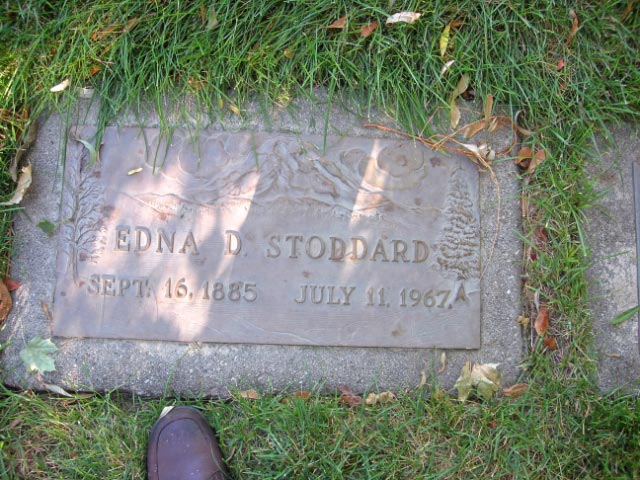 EDNA D. STODDARD
SEPT. 16, 1885 JULY 11, 1967